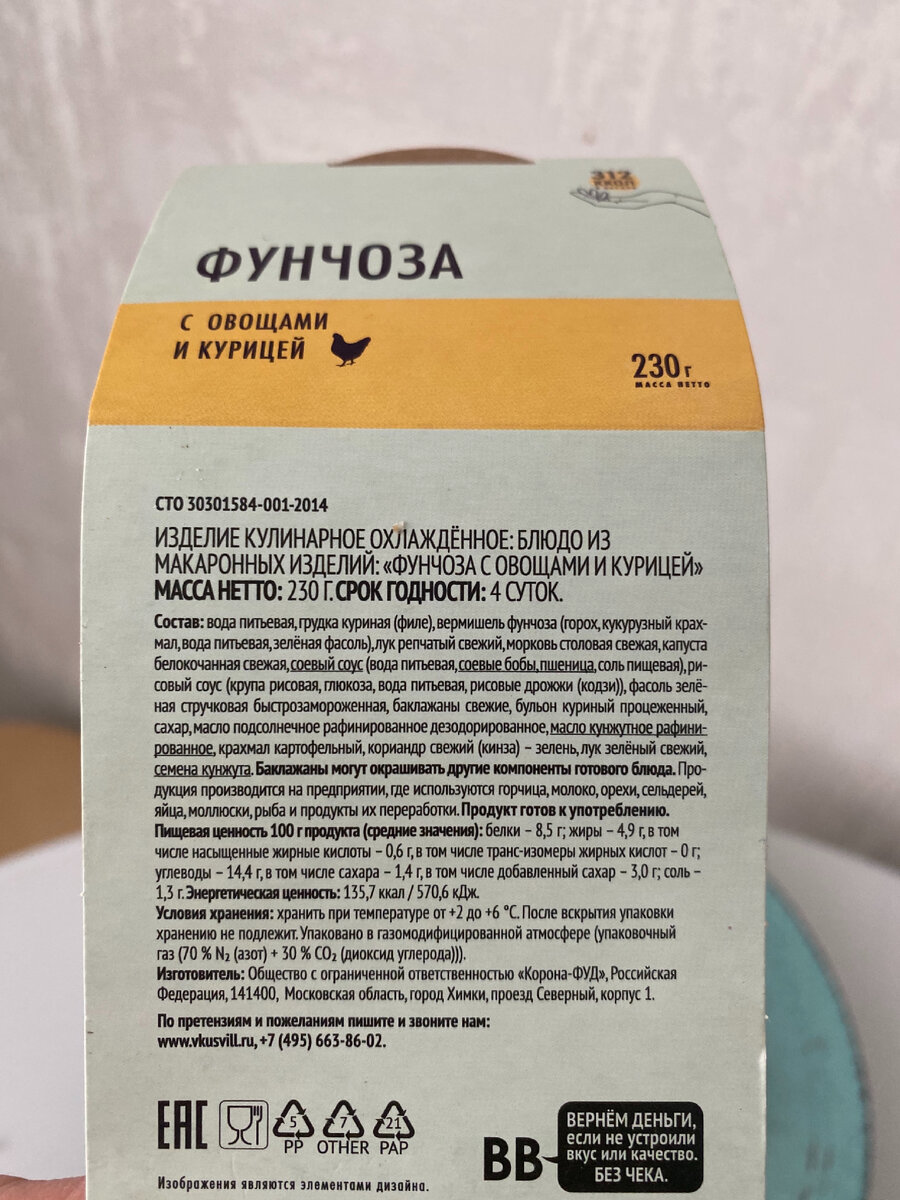 312
ККАЛ
ФУНЧОЗА
С ОВОЩАМИ
И КУРИЦЕЙ
230 г
МАССА НЕТТО
СТО 30301584-001-2014
ИЗДЕЛИЕ КУЛИНАРНОЕ ОХЛАЖДЁННОЕ: БЛЮДО ИЗ
МАКАРОННЫХ ИЗДЕЛИЙ: «ФУНЧОЗА С ОВОЩАМИ И КУРИЦЕЙ»
МАССА НЕТТО: 230 Г. СРОК ГОДНОСТИ: 4 СУТОК.
Состав: вода питьевая, грудка куриная (филе), вермишель фунчоза (горох, кукурузный крах-
мал, вода питьевая, зелёная фасоль), лук репчатый свежий, морковь столовая свежая, капуста
белокочанная свежая, соевый соус (вода питьевая, соевые бобы, пшеница, соль пищевая), ри-
совый соус (крупа рисовая, глюкоза, вода питьевая, рисовые дрожжи (кодзи)), фасоль зелё-
ная стручковая быстрозамороженная, баклажаны свежие, бульон куриный процеженный,
сахар, масло подсолнечное рафинированное дезодорированное, масло кунжутное рафини-
рованное, крахмал картофельный, кориандр свежий (кинза) – зелень, лук зелёный свежий,
семена кунжута. Баклажаны могут окрашивать другие компоненты готового блюда. Про-
дукция производится на предприятии, где используются горчица, молоко, орехи, сельдерей,
яйца, моллюски, рыба и продукты их переработки. Продукт готов к употреблению.
Пищевая ценность 100 г продукта (средние значения): белки – 8,5 г; жиры – 4,9 г, в том
числе насыщенные жирные кислоты – 0,6 г, в том числе транс-изомеры жирных кислот – 0 г;
углеводы – 14,4 г, в том числе сахара – 1,4 г, в том числе добавленный сахар – 3,0 г; соль –
1,3 г. Энергетическая ценность: 135,7 ккал / 570,6 кДж.
Условия хранения: хранить при температуре от +2 до +6 °C. После вскрытия упаковки
хранению не подлежит. Упаковано в газомодифицированной атмосфере (упаковочный
газ (70 % N₂ (азот) + 30 % CO₂ (диоксид углерода))).
Изготовитель: Общество с ограниченной ответственностью «Корона-ФУД», Российская
Федерация, 141400, Московская область, город Химки, проезд Северный, корпус 1.
По претензиям и пожеланиям пишите и звоните нам:
www.vkusvill.ru, +7 (495) 663-86-02.
EAC
5 7 21
PP OTHER PAP
ВВ
ВЕРНЁМ ДЕНЬГИ,
если не устроили
вкус или качество.
БЕЗ ЧЕКА.
Изображения являются элементами дизайна.